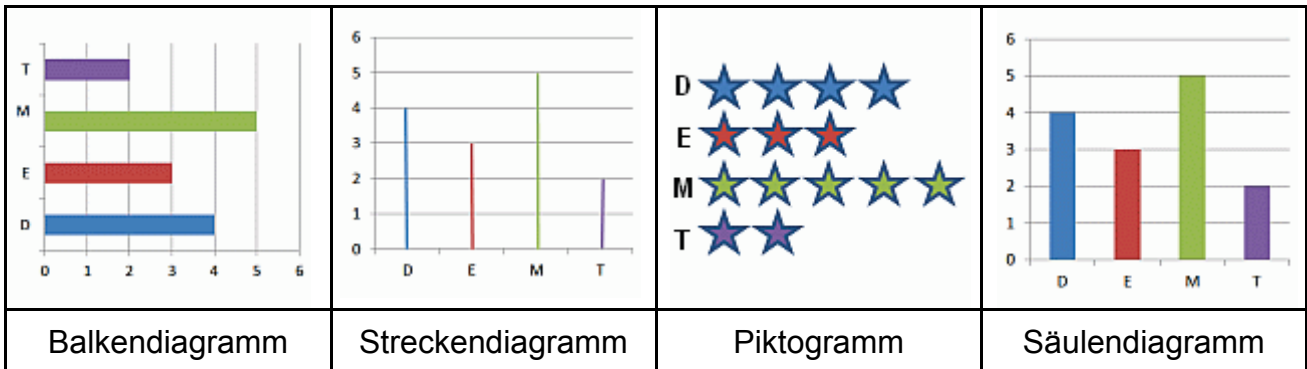 T
M
E
D
0 1 2 3 4 5 6
6
5
4
3
2
1
0
D E M T
D
E
M
T
6
5
4
3
2
1
0
D E M T
Balkendiagramm
Streckendiagramm
Piktogramm
Säulendiagramm